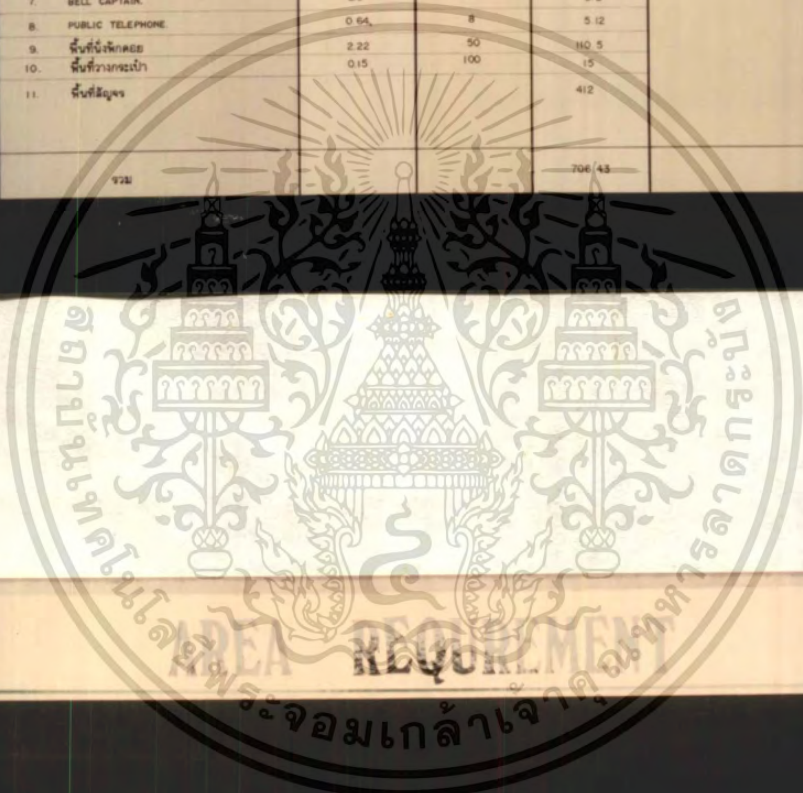 7. BELL CAPTAIN.
8. PUBLIC TELEPHONE. 0.64, 8 5.12
9. พื้นที่นั่งพักคอย 2.22 50 110.5
10. พื้นที่วางกระเป๋า 0.15 100 15
11. พื้นที่สัญจร 412
รวม 706.43
AREA REQUIREMENT
สถาบันเทคโนโลยีพระจอมเกล้าเจ้าคุณทหารลาดกระบัง